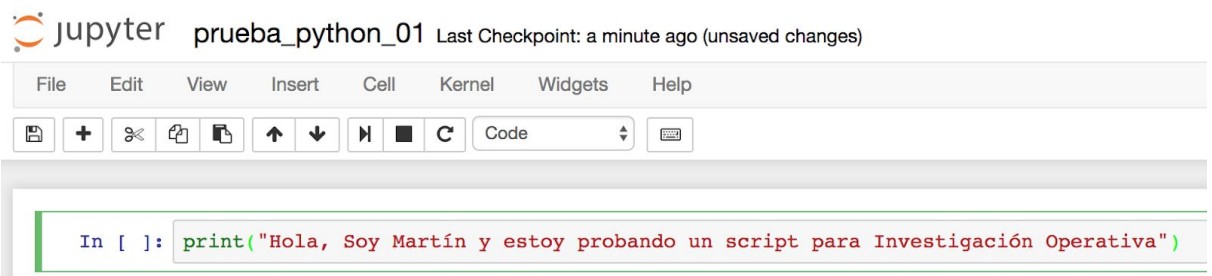 jupyter prueba_python_01 Last Checkpoint: a minute ago (unsaved changes)
File Edit View Insert Cell Kernel Widgets Help
Code
In [ ]: print("Hola, Soy Martín y estoy probando un script para Investigación Operativa")